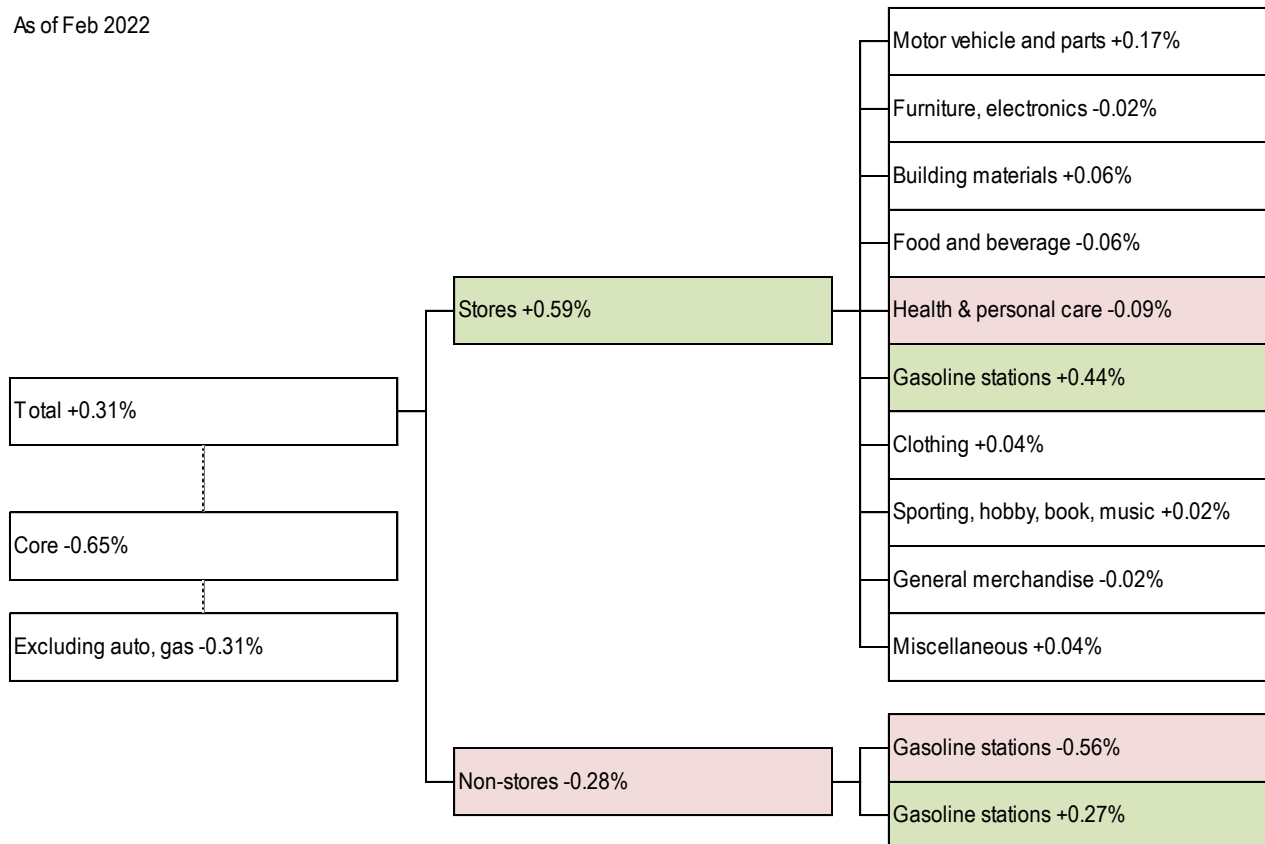 As of Feb 2022
Total +0.31%
Core -0.65%
Excluding auto, gas -0.31%
Stores +0.59%
Non-stores -0.28%
Motor vehicle and parts +0.17%
Furniture, electronics -0.02%
Building materials +0.06%
Food and beverage -0.06%
Health & personal care -0.09%
Gasoline stations +0.44%
Clothing +0.04%
Sporting, hobby, book, music +0.02%
General merchandise -0.02%
Miscellaneous +0.04%
Gasoline stations -0.56%
Gasoline stations +0.27%